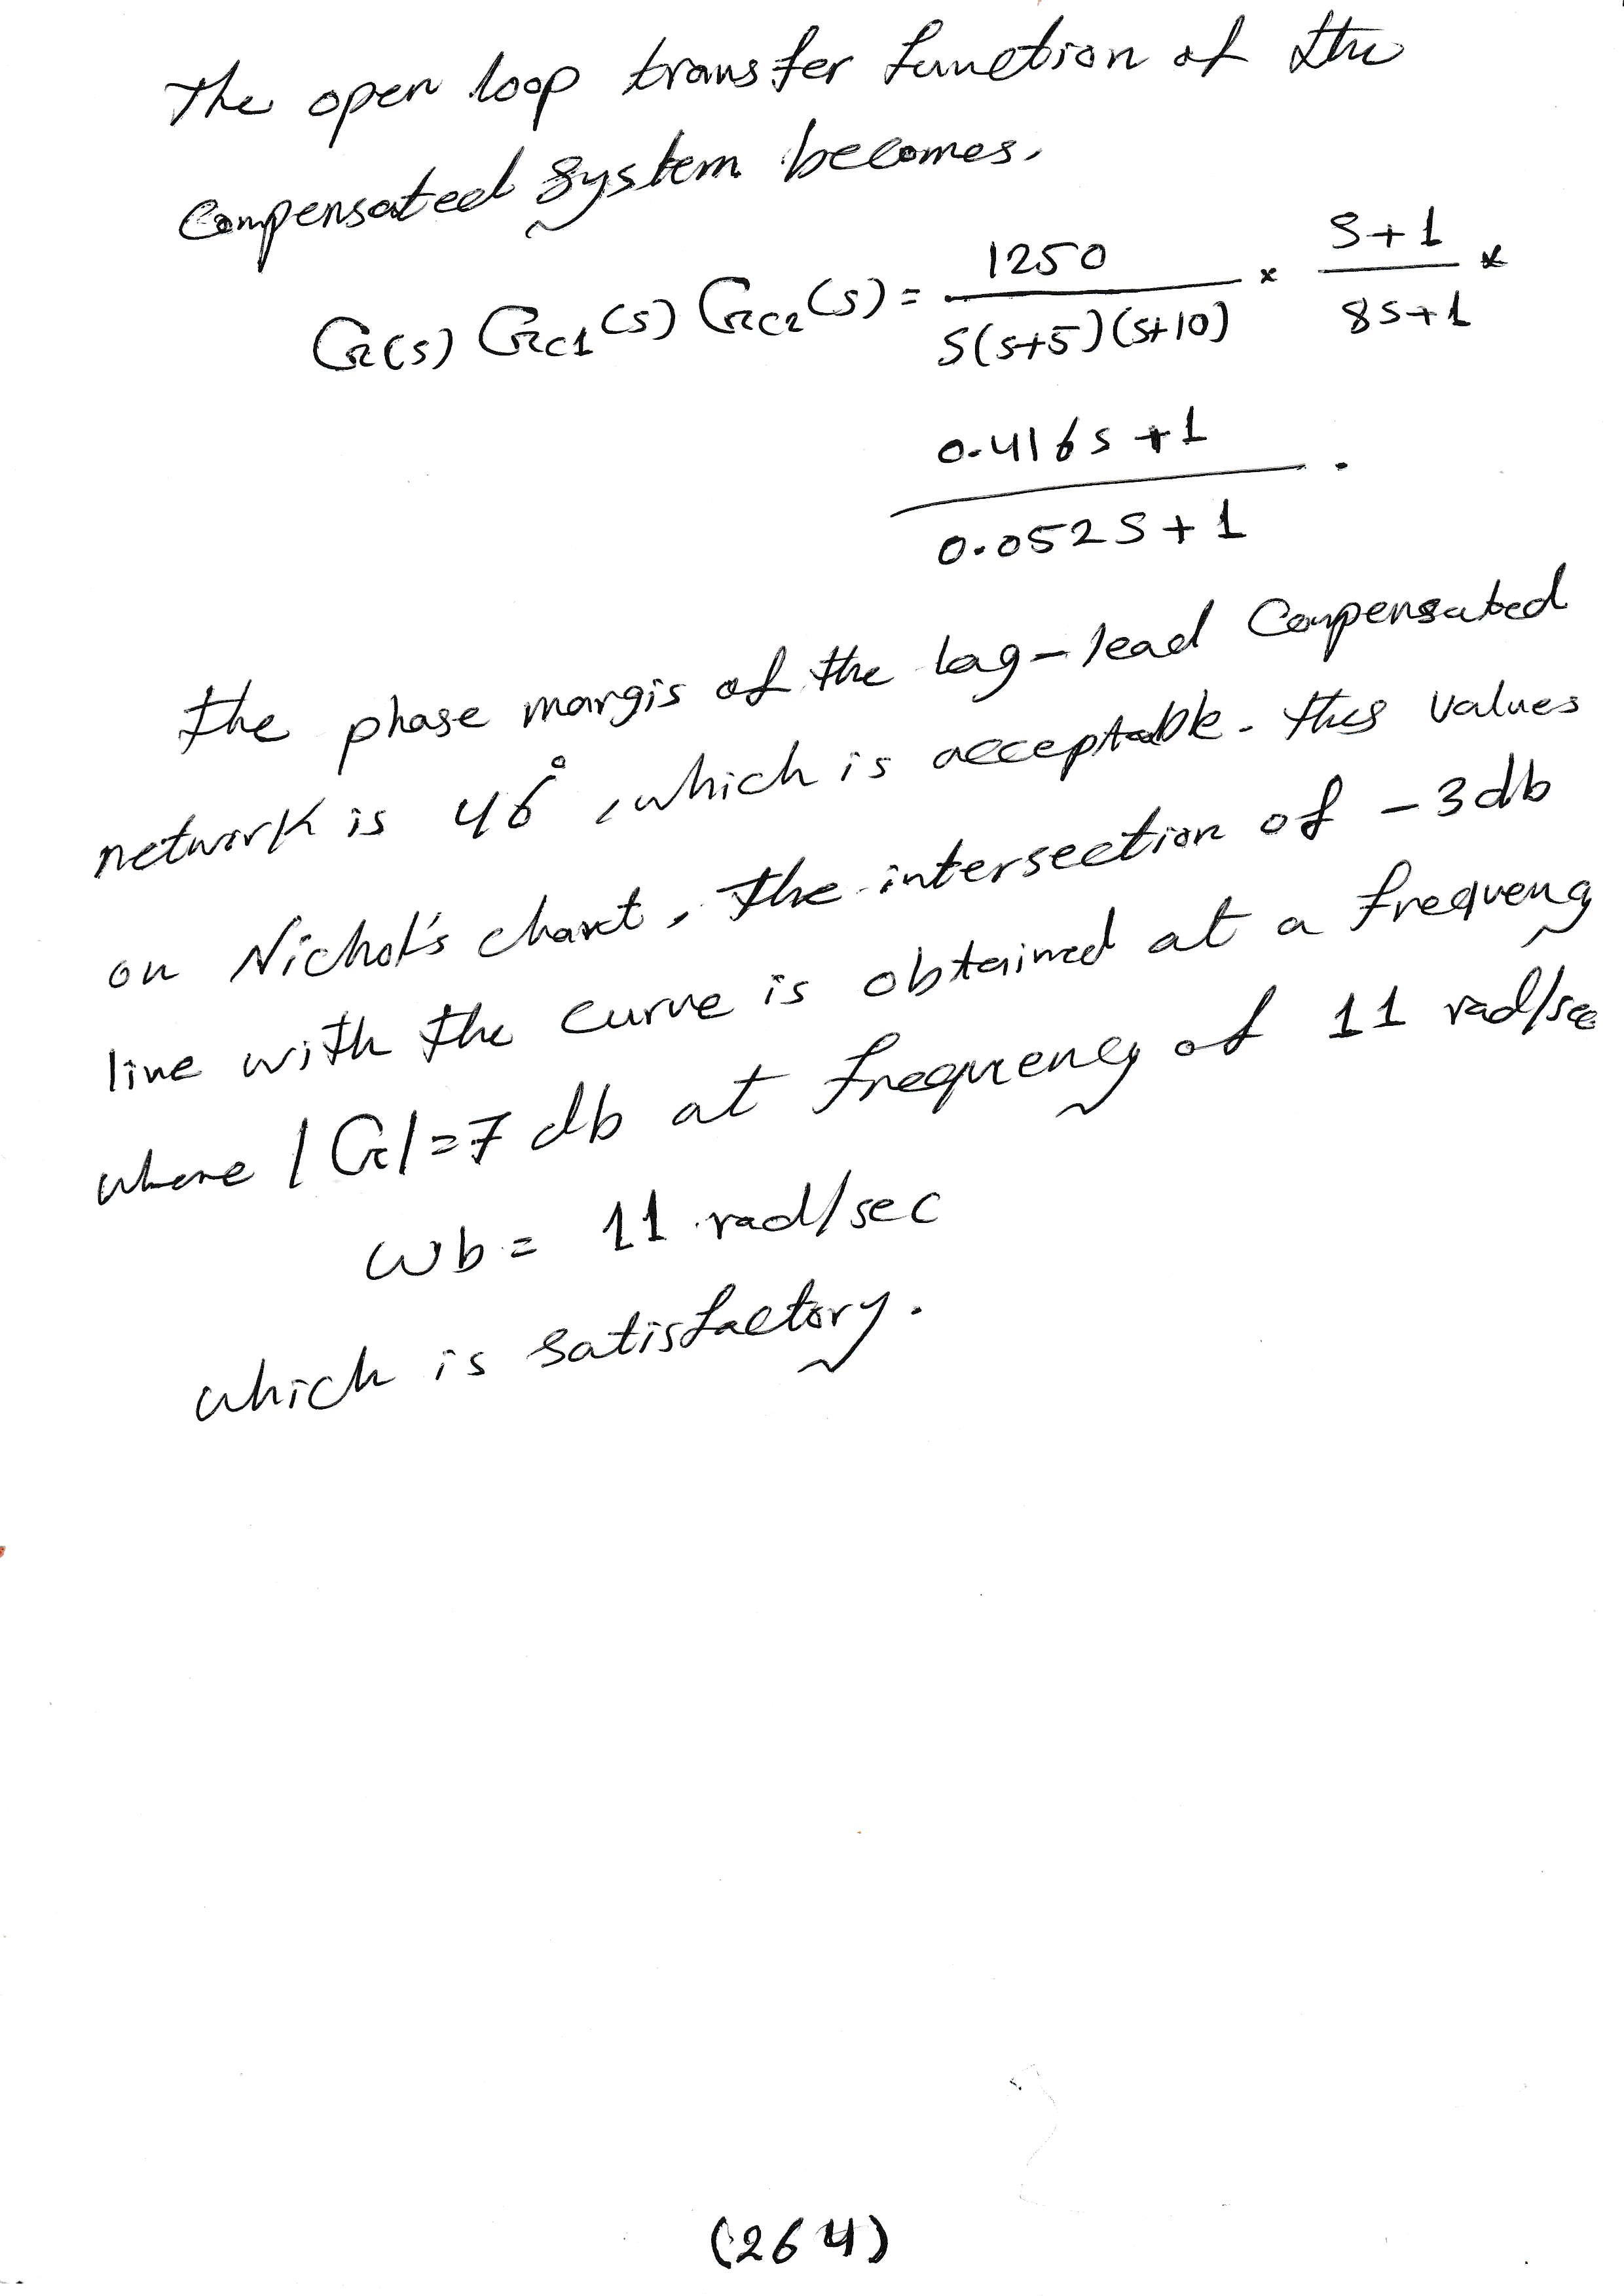 The open loop transfer function of the
compensated system becomes.
G(s) Gc1(s) Gc2(s) = 1250 / S(s+5)(s+10) × S+1 / 8S+1 ×
0.416s+1 / 0.052S+1 .
The phase margis of the lag-lead Compensated
network is 46°, which is acceptable. this values
on Nichol's chart, The intersection of -3db
line with the curve is obtained at a frequency
where |G|=7 db at frequency of 11 rad/sec
ωb = 11 rad/sec
which is satisfactory.
(264)